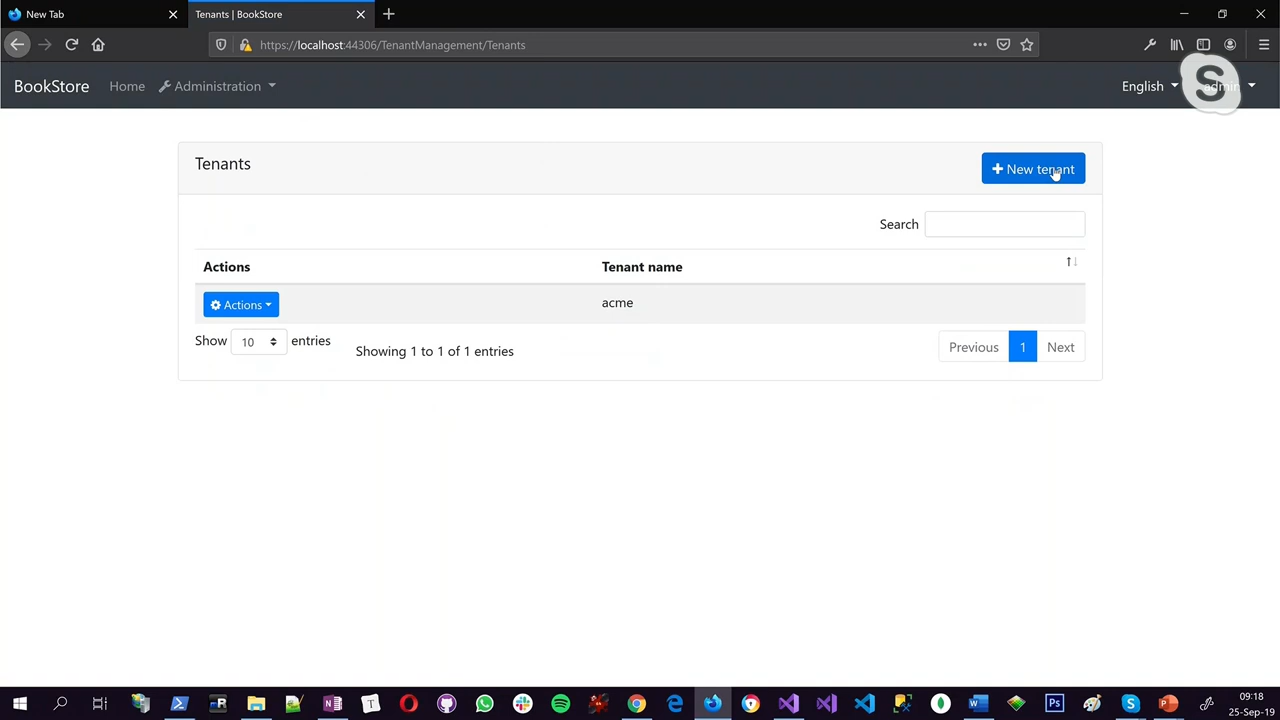 New Tab
Tenants | BookStore
https://localhost:44306/TenantManagement/Tenants
BookStore Home Administration English admin
Tenants
+ New tenant
Search
Actions Tenant name
Actions acme
Show 10 entries
Showing 1 to 1 of 1 entries
Previous 1 Next
09:18
25-Sep-19